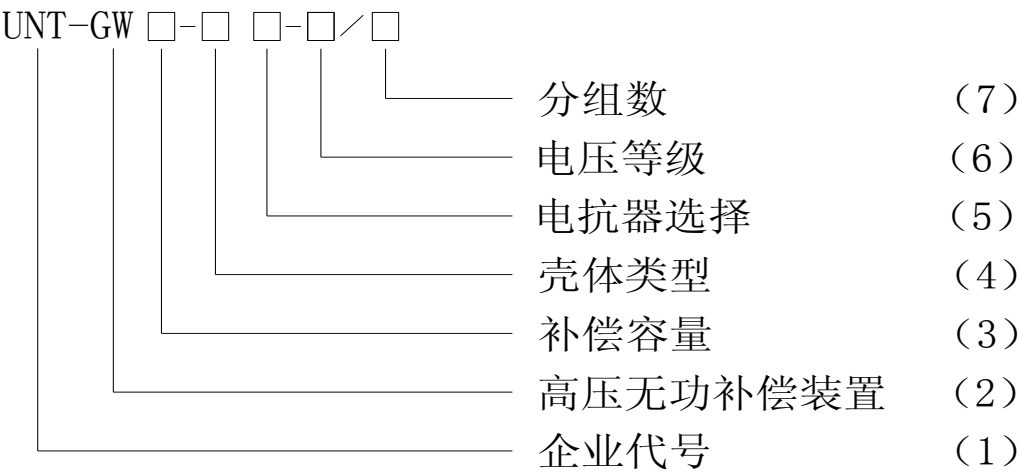 UNT-GW □-□ □-□/□
分组数 （7）
电压等级 （6）
电抗器选择 （5）
壳体类型 （4）
补偿容量 （3）
高压无功补偿装置 （2）
企业代号 （1）